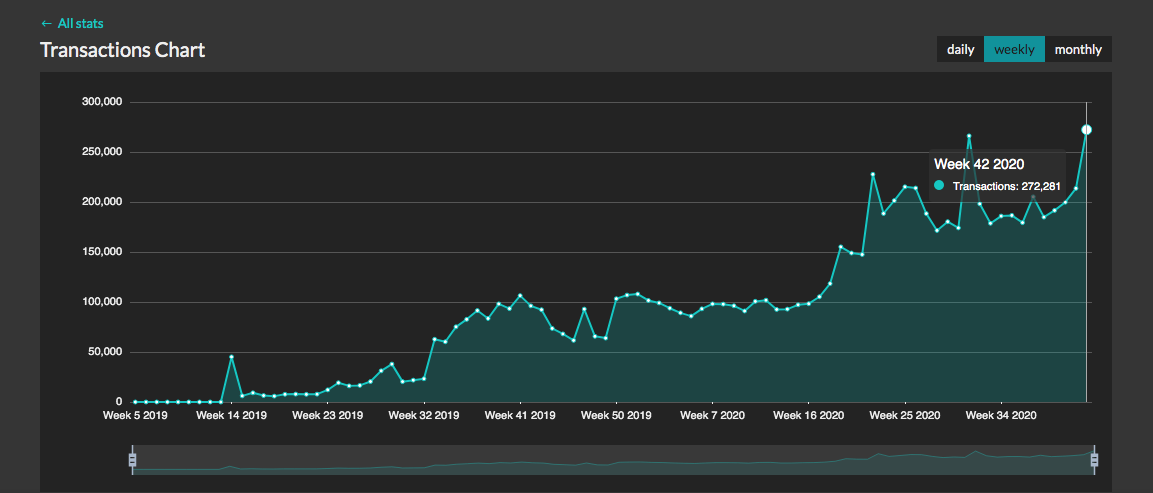 ← All stats
Transactions Chart
daily weekly monthly
300,000
250,000
Week 42 2020
Transactions: 272,281
200,000
150,000
100,000
50,000
0
Week 5 2019 Week 14 2019 Week 23 2019 Week 32 2019 Week 41 2019 Week 50 2019 Week 7 2020 Week 16 2020 Week 25 2020 Week 34 2020